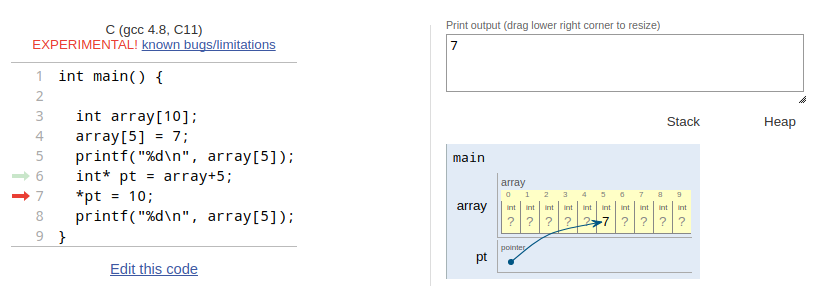 C (gcc 4.8, C11)
EXPERIMENTAL! known bugs/limitations
1 int main() {
2
3 int array[10];
4 array[5] = 7;
5 printf("%d\n", array[5]);
6 int* pt = array+5;
7 *pt = 10;
8 printf("%d\n", array[5]);
9 }
Edit this code
Print output (drag lower right corner to resize)
7
Stack Heap
main
array
0 1 2 3 4 5 6 7 8 9
int int int int int int int int int int
array ? ? ? ? ? 7 ? ? ? ?
pointer
pt